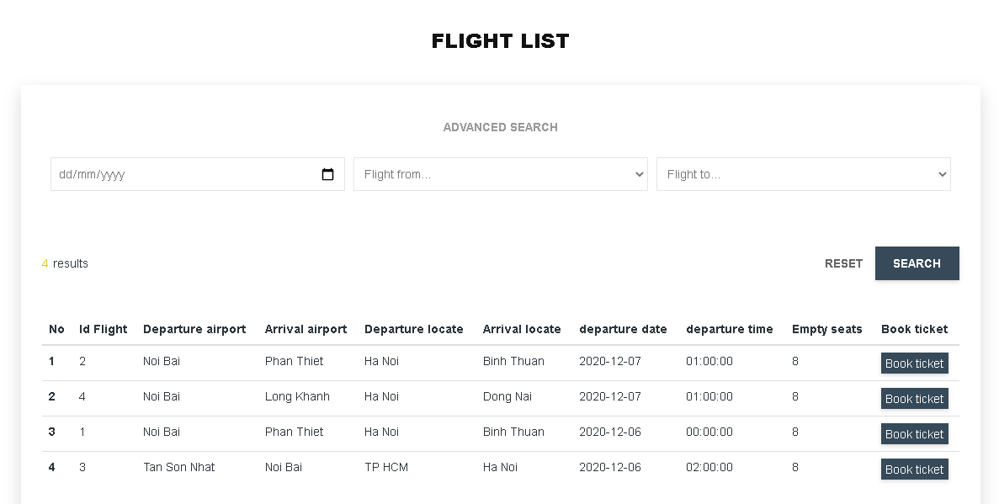 FLIGHT LIST
ADVANCED SEARCH
dd/mm/yyyy Flight from... Flight to...
4 results RESET SEARCH
No Id Flight Departure airport Arrival airport Departure locate Arrival locate departure date departure time Empty seats Book ticket
1 2 Noi Bai Phan Thiet Ha Noi Binh Thuan 2020-12-07 01:00:00 8 Book ticket
2 4 Noi Bai Long Khanh Ha Noi Dong Nai 2020-12-07 01:00:00 8 Book ticket
3 1 Noi Bai Phan Thiet Ha Noi Binh Thuan 2020-12-06 00:00:00 8 Book ticket
4 3 Tan Son Nhat Noi Bai TP HCM Ha Noi 2020-12-06 02:00:00 8 Book ticket